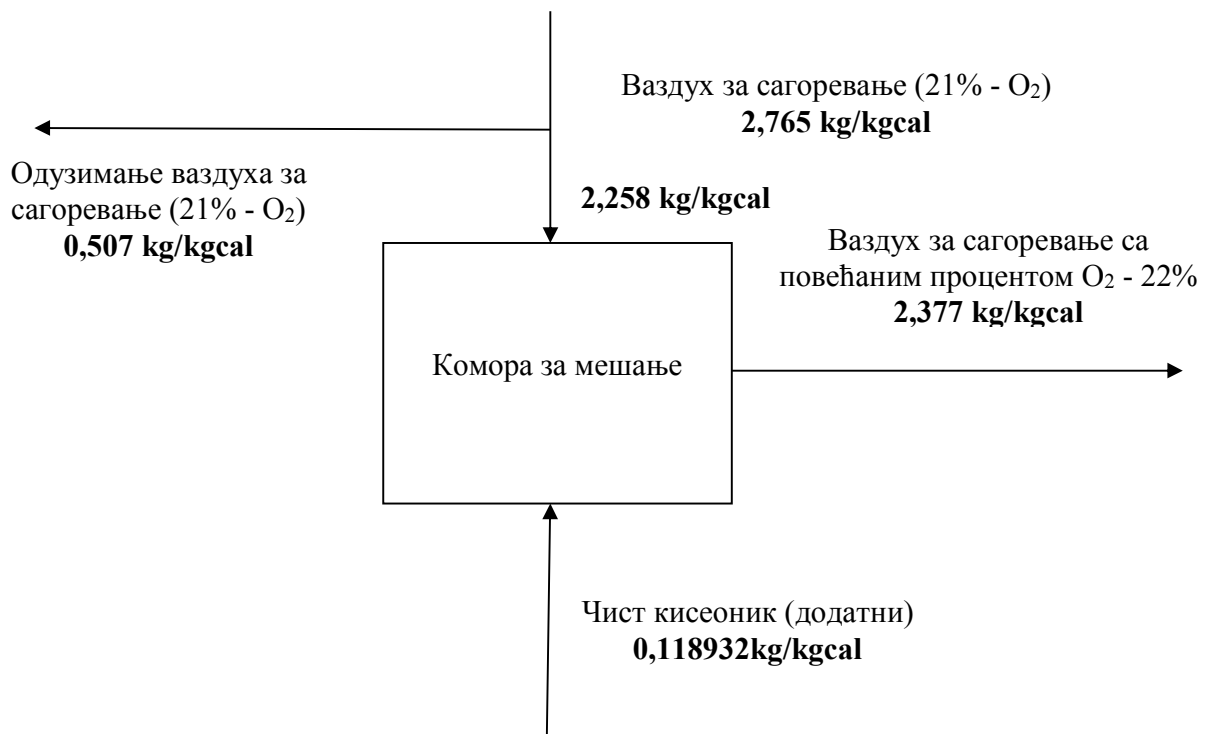 Ваздух за сагоревање (21% - O₂)
2,765 kg/kgcal
Одузимање ваздуха за
сагоревање (21% - O₂)
0,507 kg/kgcal
2,258 kg/kgcal
Ваздух за сагоревање са
повећаним процентом O₂ - 22%
2,377 kg/kgcal
Комора за мешање
Чист кисеоник (додатни)
0,118932kg/kgcal